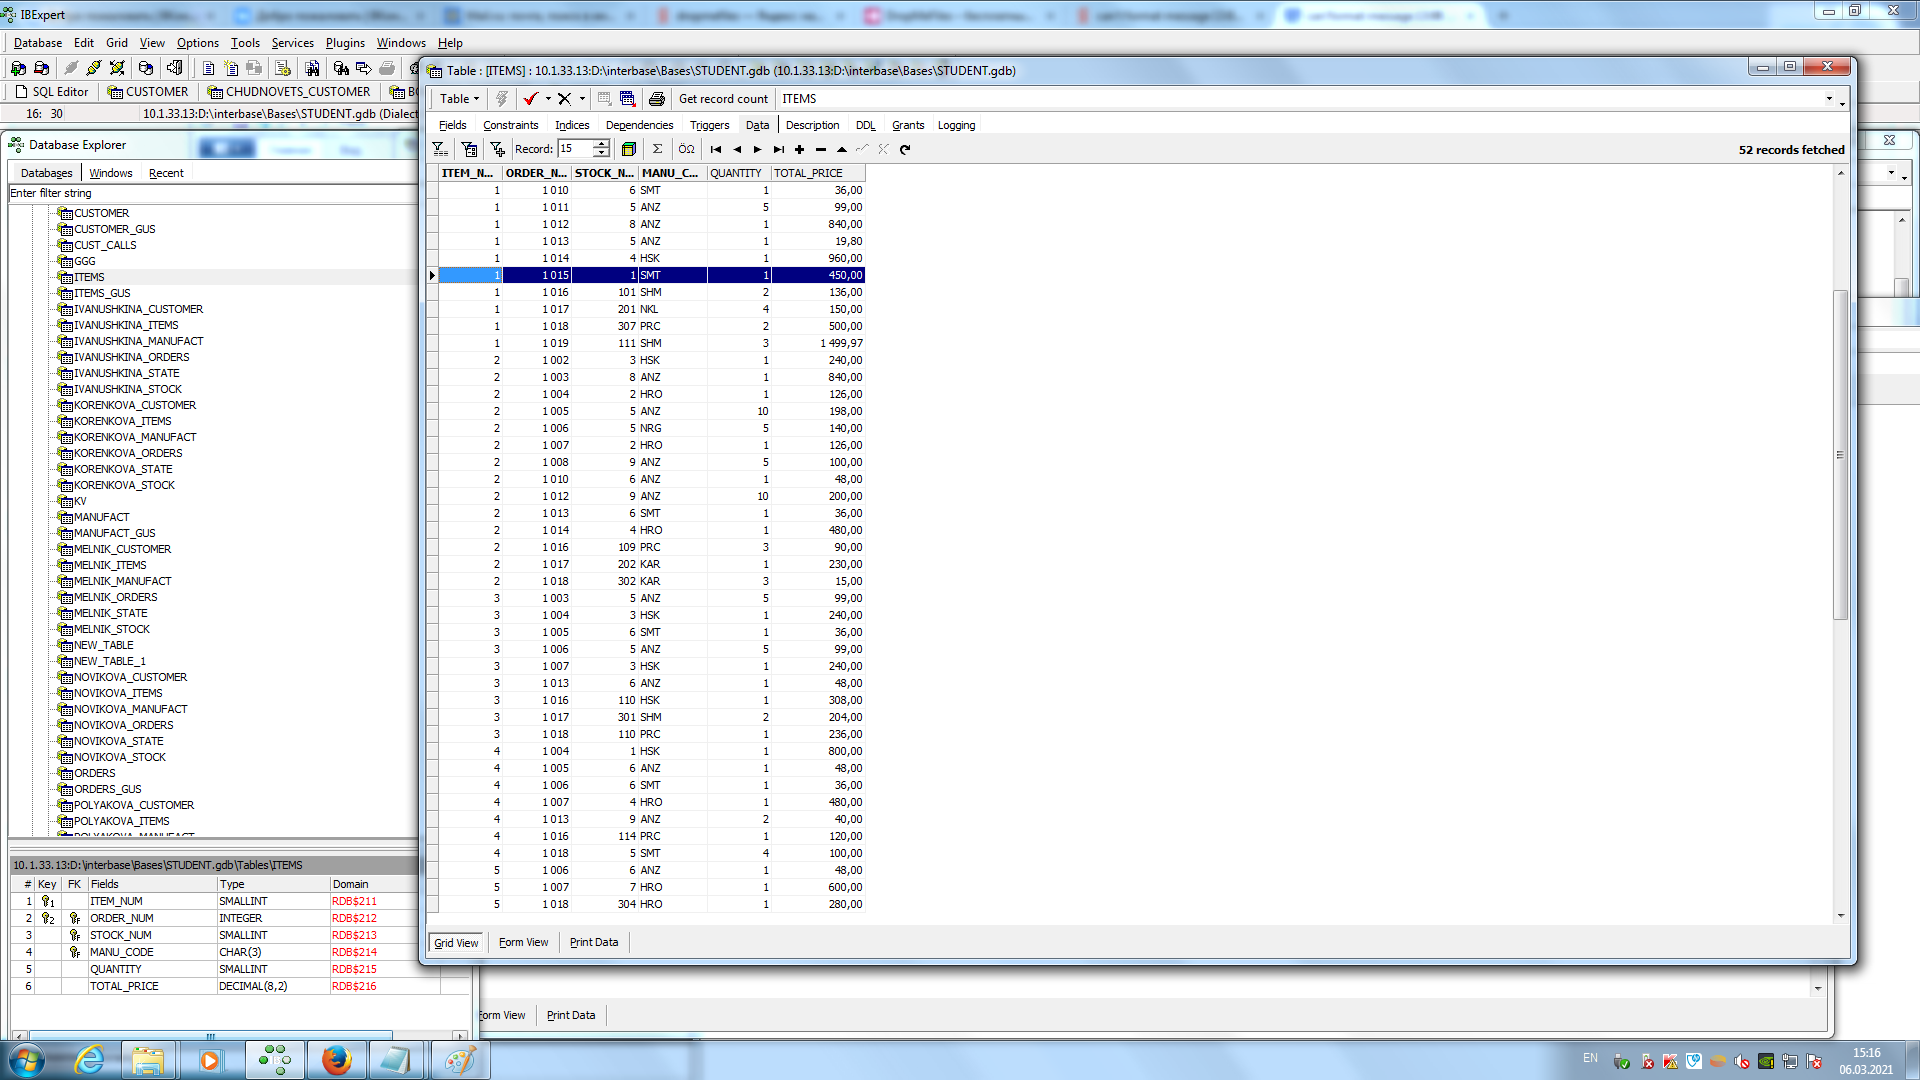 IBExpert
Database Edit Grid View Options Tools Services Plugins Windows Help
SQL Editor CUSTOMER CHUDNOVETS_CUSTOMER
16: 30 10.1.33.13:D:\interbase\Bases\STUDENT.gdb (Dialect
Database Explorer
Databases Windows Recent
Enter filter string
CUSTOMER
CUSTOMER_GUS
CUST_CALLS
GGG
ITEMS
ITEMS_GUS
IVANUSHKINA_CUSTOMER
IVANUSHKINA_ITEMS
IVANUSHKINA_MANUFACT
IVANUSHKINA_ORDERS
IVANUSHKINA_STATE
IVANUSHKINA_STOCK
KORENKOVA_CUSTOMER
KORENKOVA_ITEMS
KORENKOVA_MANUFACT
KORENKOVA_ORDERS
KORENKOVA_STATE
KORENKOVA_STOCK
KV
MANUFACT
MANUFACT_GUS
MELNIK_CUSTOMER
MELNIK_ITEMS
MELNIK_MANUFACT
MELNIK_ORDERS
MELNIK_STATE
MELNIK_STOCK
NEW_TABLE
NEW_TABLE_1
NOVIKOVA_CUSTOMER
NOVIKOVA_ITEMS
NOVIKOVA_MANUFACT
NOVIKOVA_ORDERS
NOVIKOVA_STATE
NOVIKOVA_STOCK
ORDERS
ORDERS_GUS
POLYAKOVA_CUSTOMER
POLYAKOVA_ITEMS
POLYAKOVA_MANUFACT
10.1.33.13:D:\interbase\Bases\STUDENT.gdb\Tables\ITEMS
# Key FK Fields Type Domain
1 1 ITEM_NUM SMALLINT RDB$211
2 2 ORDER_NUM INTEGER RDB$212
3 STOCK_NUM SMALLINT RDB$213
4 MANU_CODE CHAR(3) RDB$214
5 QUANTITY SMALLINT RDB$215
6 TOTAL_PRICE DECIMAL(8,2) RDB$216
Table : [ITEMS] : 10.1.33.13:D:\interbase\Bases\STUDENT.gdb (10.1.33.13:D:\interbase\Bases\STUDENT.gdb)
Table Get record count ITEMS
Fields Constraints Indices Dependencies Triggers Data Description DDL Grants Logging
Record: 15 Σ ÖΩ 52 records fetched
ITEM_N... ORDER_N... STOCK_N... MANU_C... QUANTITY TOTAL_PRICE
1 1 010 6 SMT 1 36,00
1 1 011 5 ANZ 5 99,00
1 1 012 8 ANZ 1 840,00
1 1 013 5 ANZ 1 19,80
1 1 014 4 HSK 1 960,00
1 1 015 1 SMT 1 450,00
1 1 016 101 SHM 2 136,00
1 1 017 201 NKL 4 150,00
1 1 018 307 PRC 2 500,00
1 1 019 111 SHM 3 1 499,97
2 1 002 3 HSK 1 240,00
2 1 003 8 ANZ 1 840,00
2 1 004 2 HRO 1 126,00
2 1 005 5 ANZ 10 198,00
2 1 006 5 NRG 5 140,00
2 1 007 2 HRO 1 126,00
2 1 008 9 ANZ 5 100,00
2 1 010 6 ANZ 1 48,00
2 1 012 9 ANZ 10 200,00
2 1 013 6 SMT 1 36,00
2 1 014 4 HRO 1 480,00
2 1 016 109 PRC 3 90,00
2 1 017 202 KAR 1 230,00
2 1 018 302 KAR 3 15,00
3 1 003 5 ANZ 5 99,00
3 1 004 3 HSK 1 240,00
3 1 005 6 SMT 1 36,00
3 1 006 5 ANZ 5 99,00
3 1 007 3 HSK 1 240,00
3 1 013 6 ANZ 1 48,00
3 1 016 110 HSK 1 308,00
3 1 017 301 SHM 2 204,00
3 1 018 110 PRC 1 236,00
4 1 004 1 HSK 1 800,00
4 1 005 6 ANZ 1 48,00
4 1 006 6 SMT 1 36,00
4 1 007 4 HRO 1 480,00
4 1 013 9 ANZ 2 40,00
4 1 016 114 PRC 1 120,00
4 1 018 5 SMT 4 100,00
5 1 006 6 ANZ 1 48,00
5 1 007 7 HRO 1 600,00
5 1 018 304 HRO 1 280,00
Grid View Form View Print Data
Form View Print Data
EN 15:16
06.03.2021